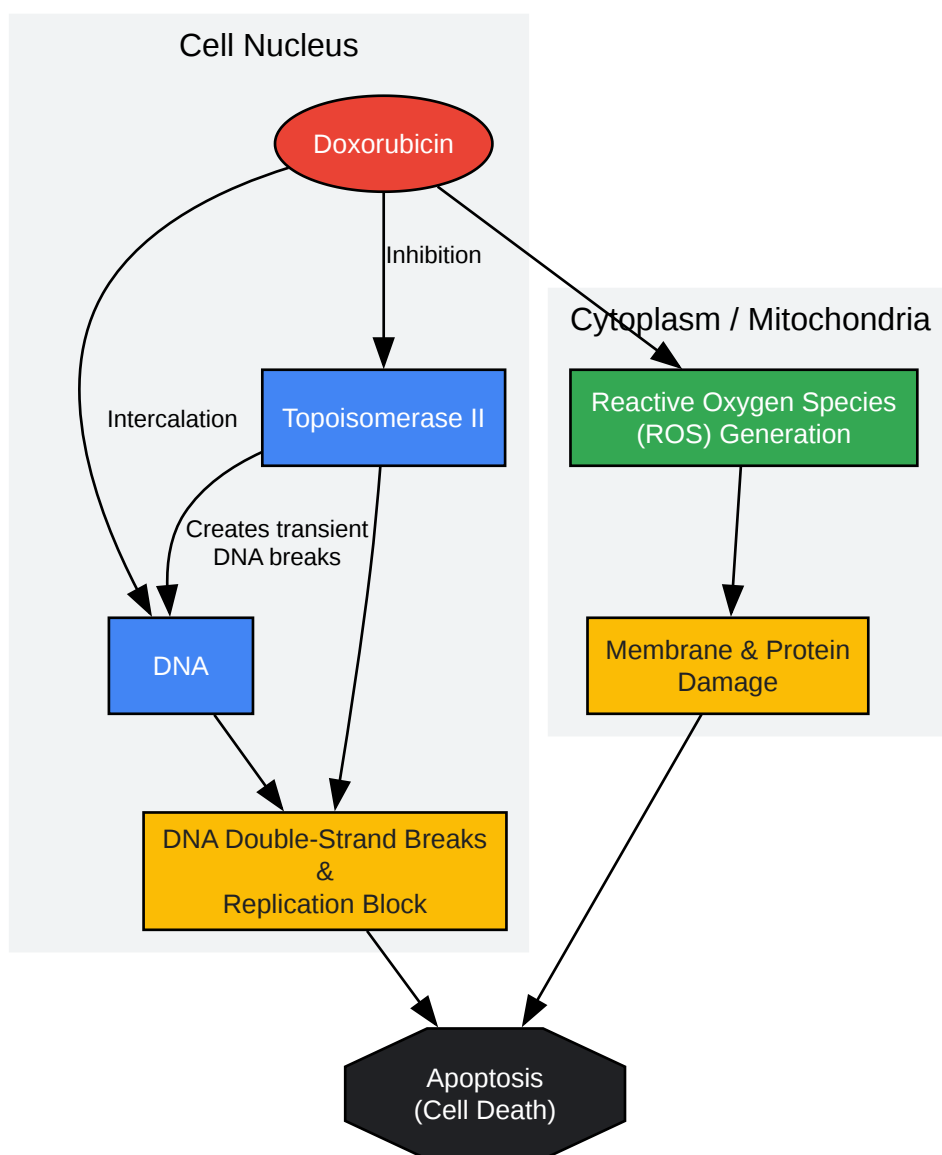 Cell Nucleus
Doxorubicin
Inhibition
Cytoplasm / Mitochondria
Intercalation
Topoisomerase II
Reactive Oxygen Species
(ROS) Generation
Creates transient
DNA breaks
DNA
Membrane & Protein
Damage
DNA Double-Strand Breaks
&
Replication Block
Apoptosis
(Cell Death)